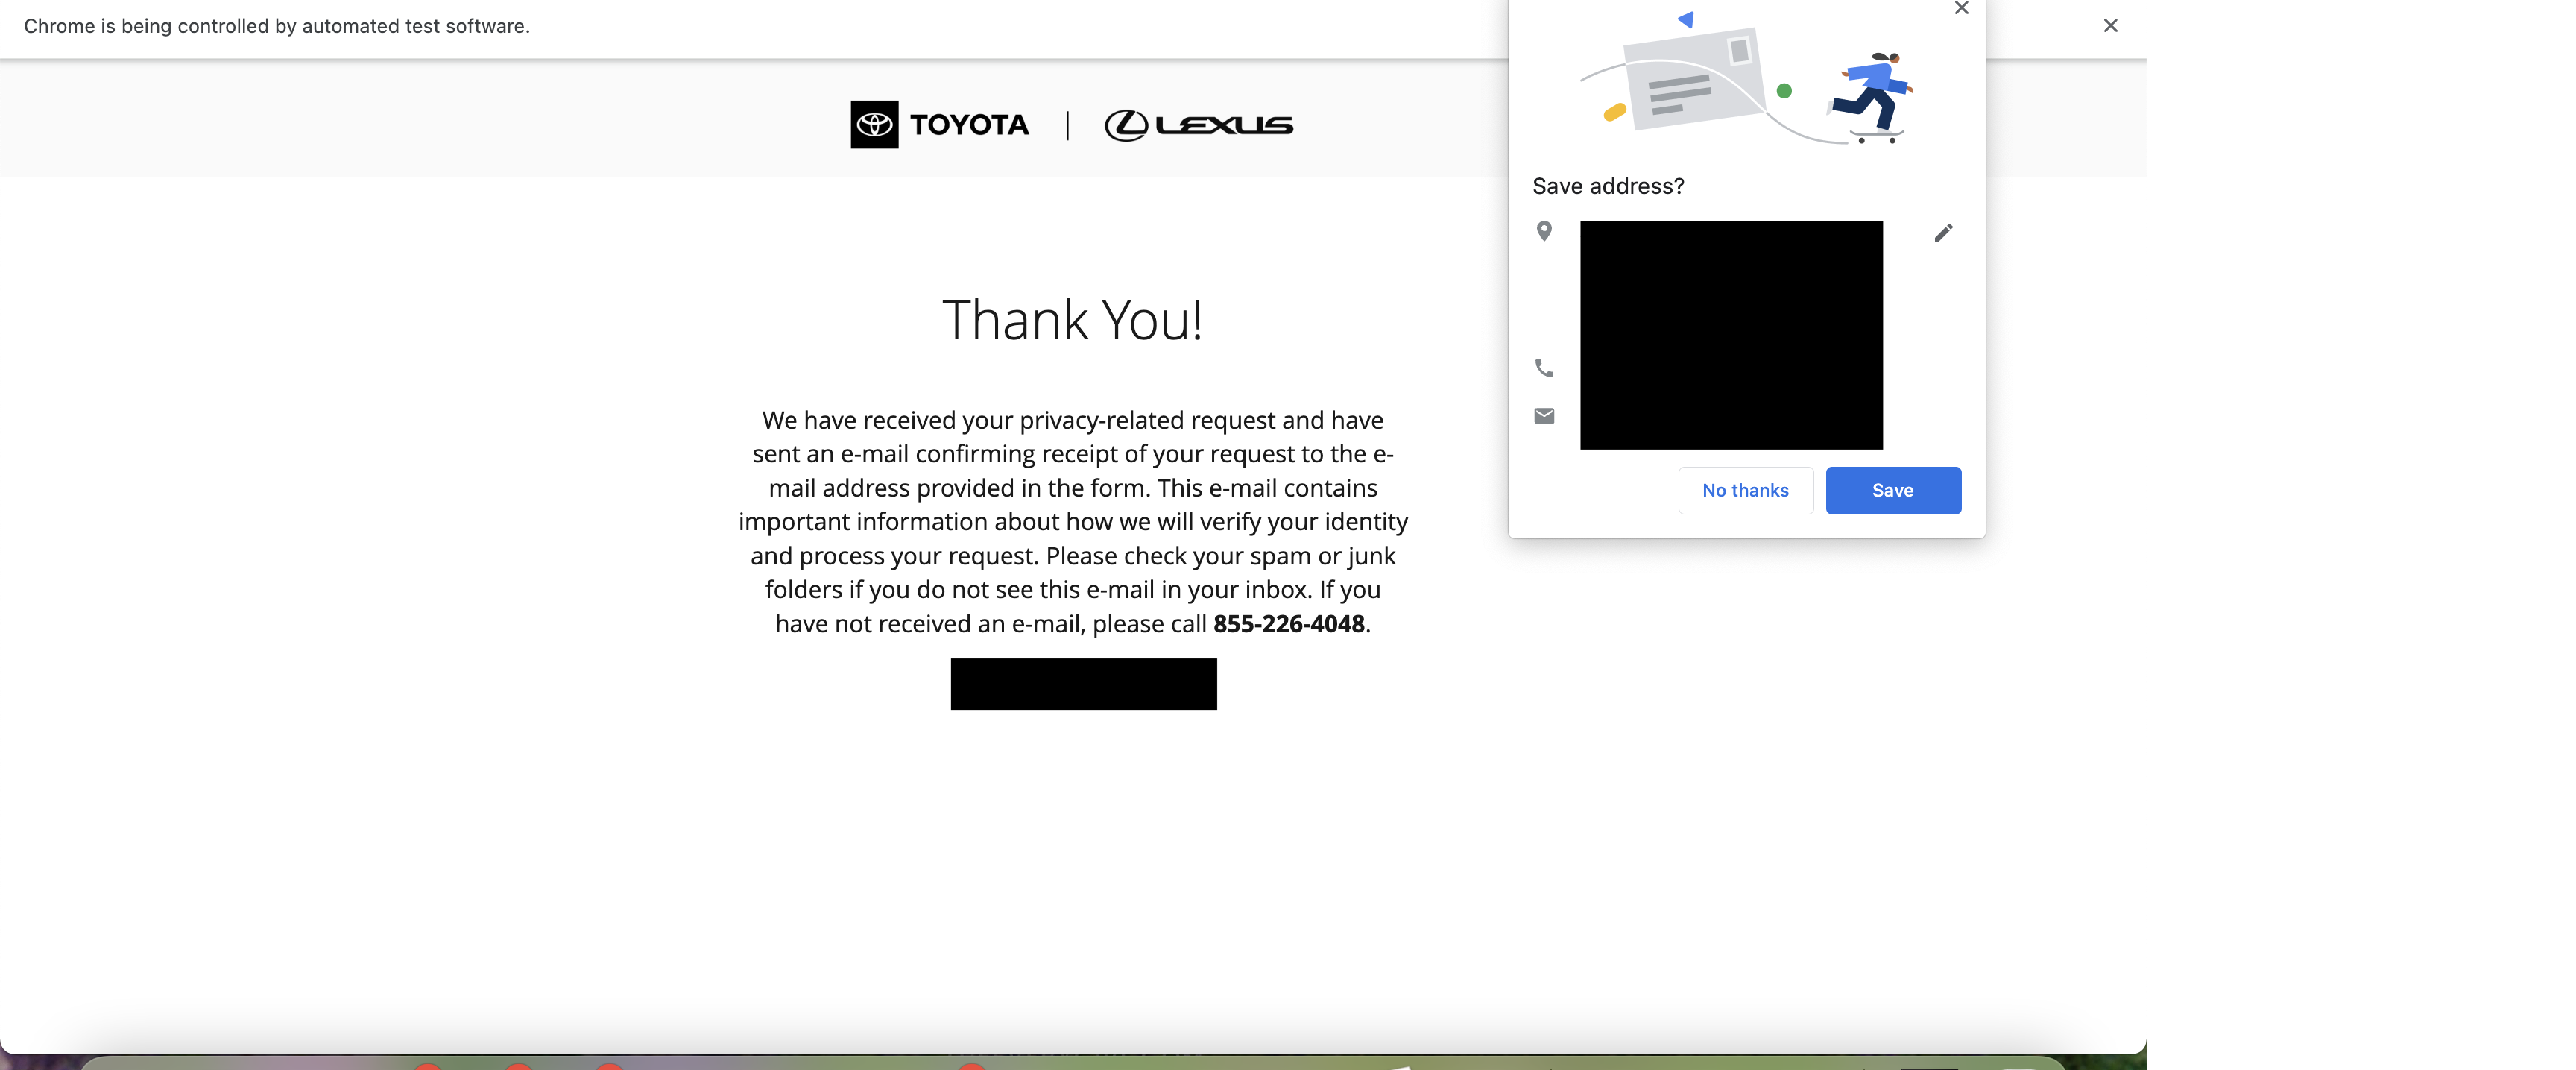 Chrome is being controlled by automated test software.
TOYOTA | LEXUS
Save address?
No thanks Save
Thank You!
We have received your privacy-related request and have
sent an e-mail confirming receipt of your request to the e-
mail address provided in the form. This e-mail contains
important information about how we will verify your identity
and process your request. Please check your spam or junk
folders if you do not see this e-mail in your inbox. If you
have not received an e-mail, please call 855-226-4048.